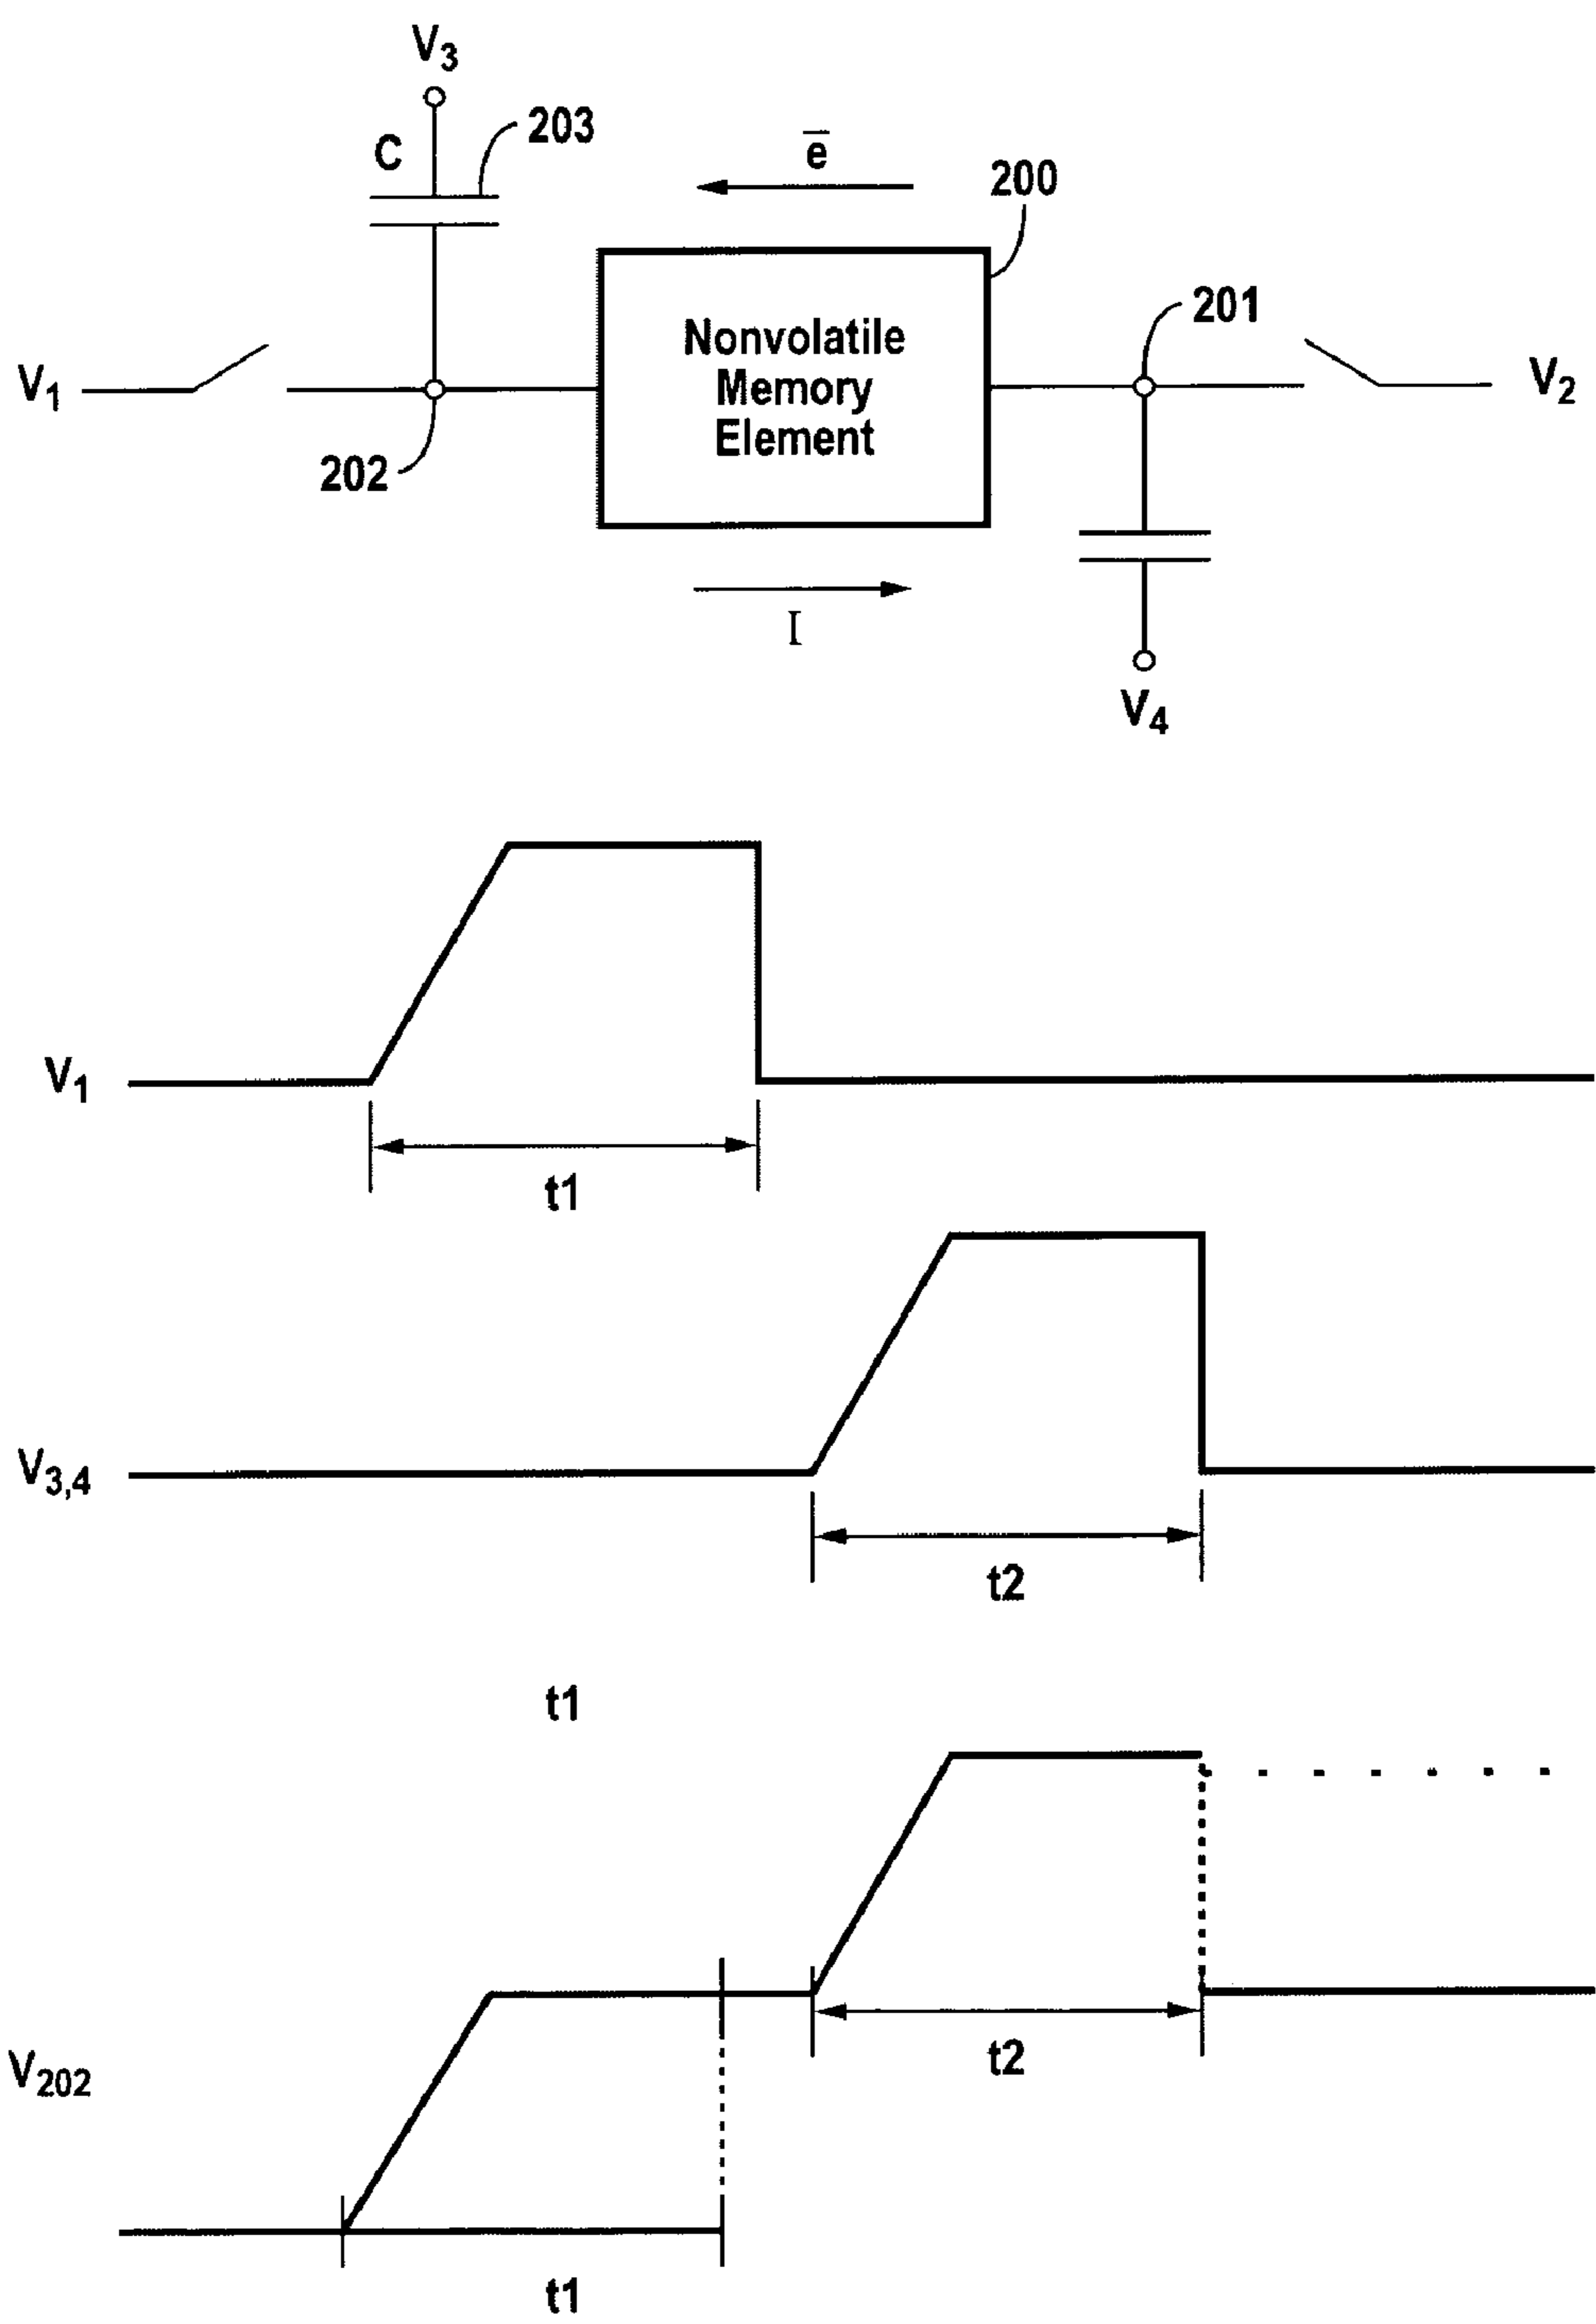 V3
C
203
e
200
Nonvolatile
Memory
Element
201
V1
V2
202
I
V4
V1
t1
V3,4
t2
t1
V202
t2
t1